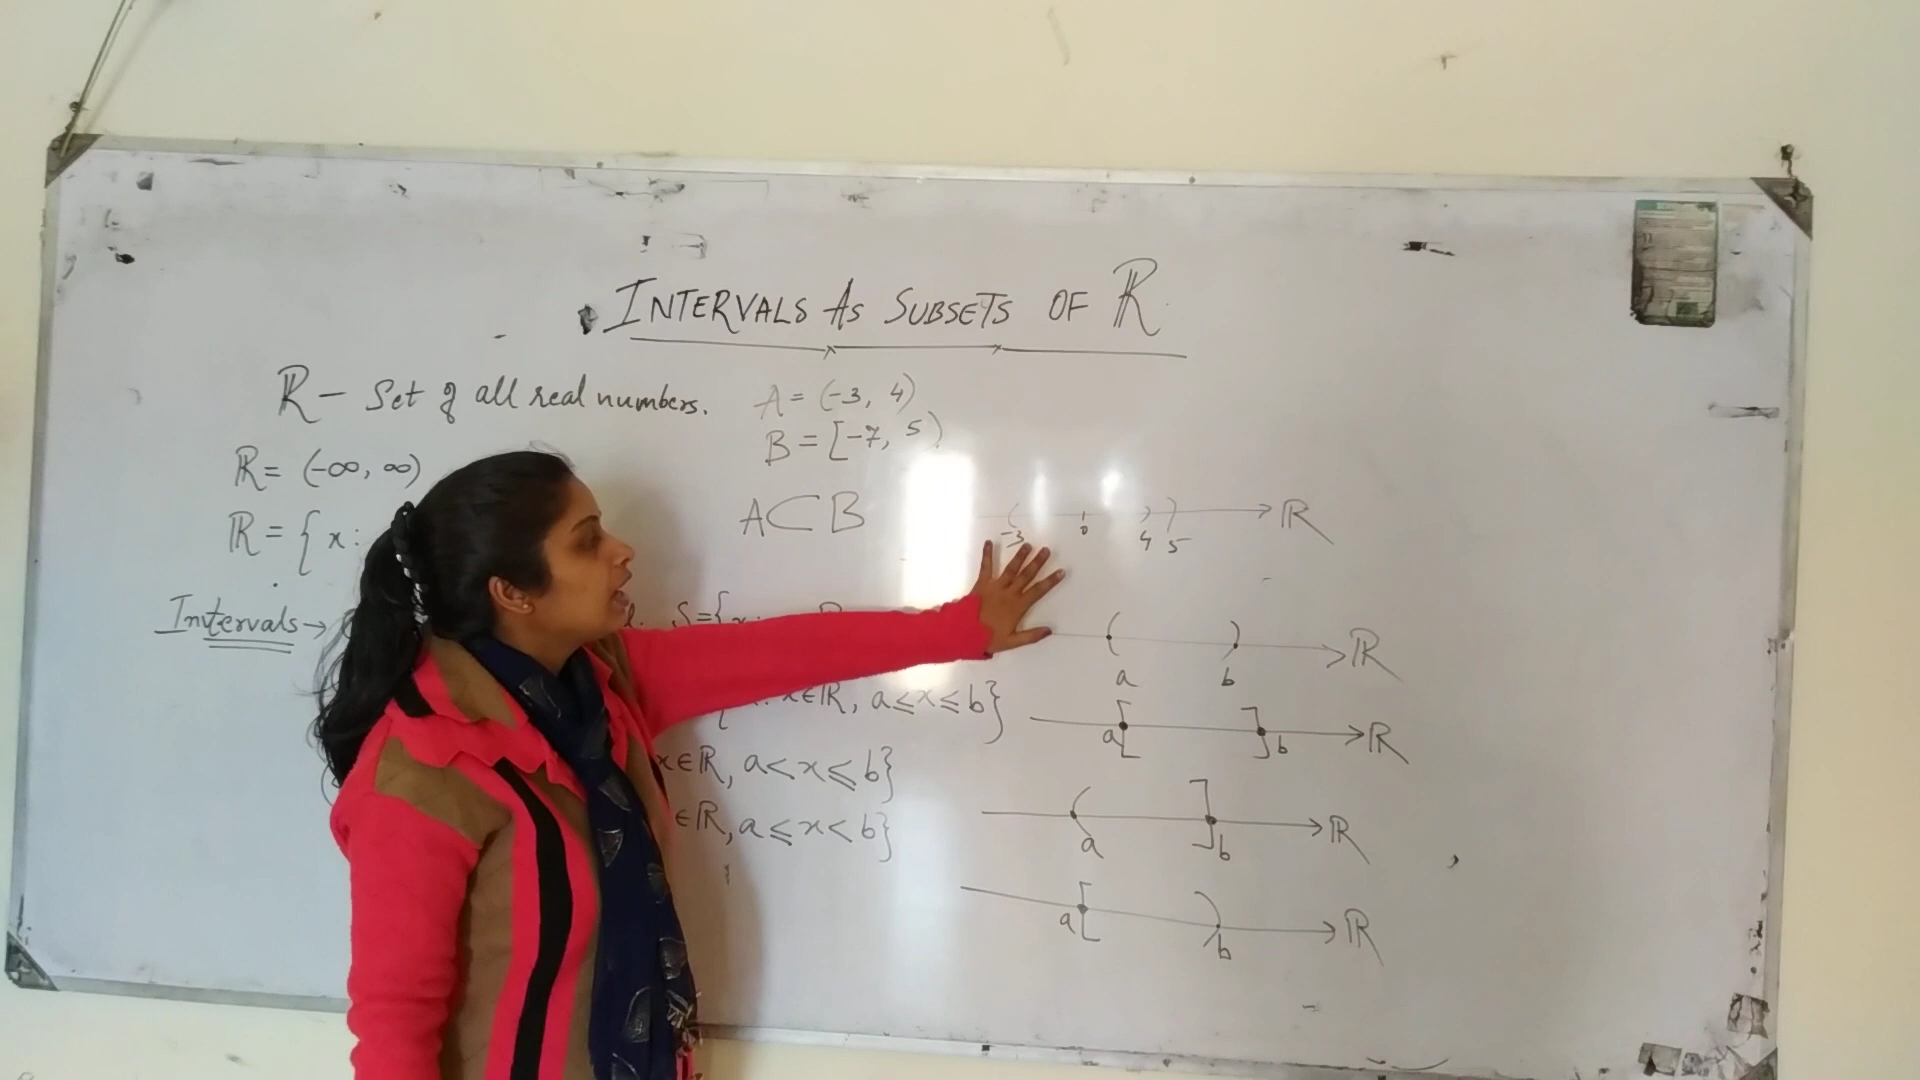 INTERVALS AS SUBSETS OF ℝ.
ℝ - Set of all real numbers.
A = (-3, 4)
B = [-7, 5)
ℝ = (-∞, ∞)
A⊂B
-3 0 4 5 ℝ
ℝ = { x:
Intervals →
S={x:
a b ℝ
x∈ℝ, a≤x≤b}
a b ℝ
x∈ℝ, a<x≤b}
a b ℝ
∈ℝ, a≤x<b}
a b ℝ